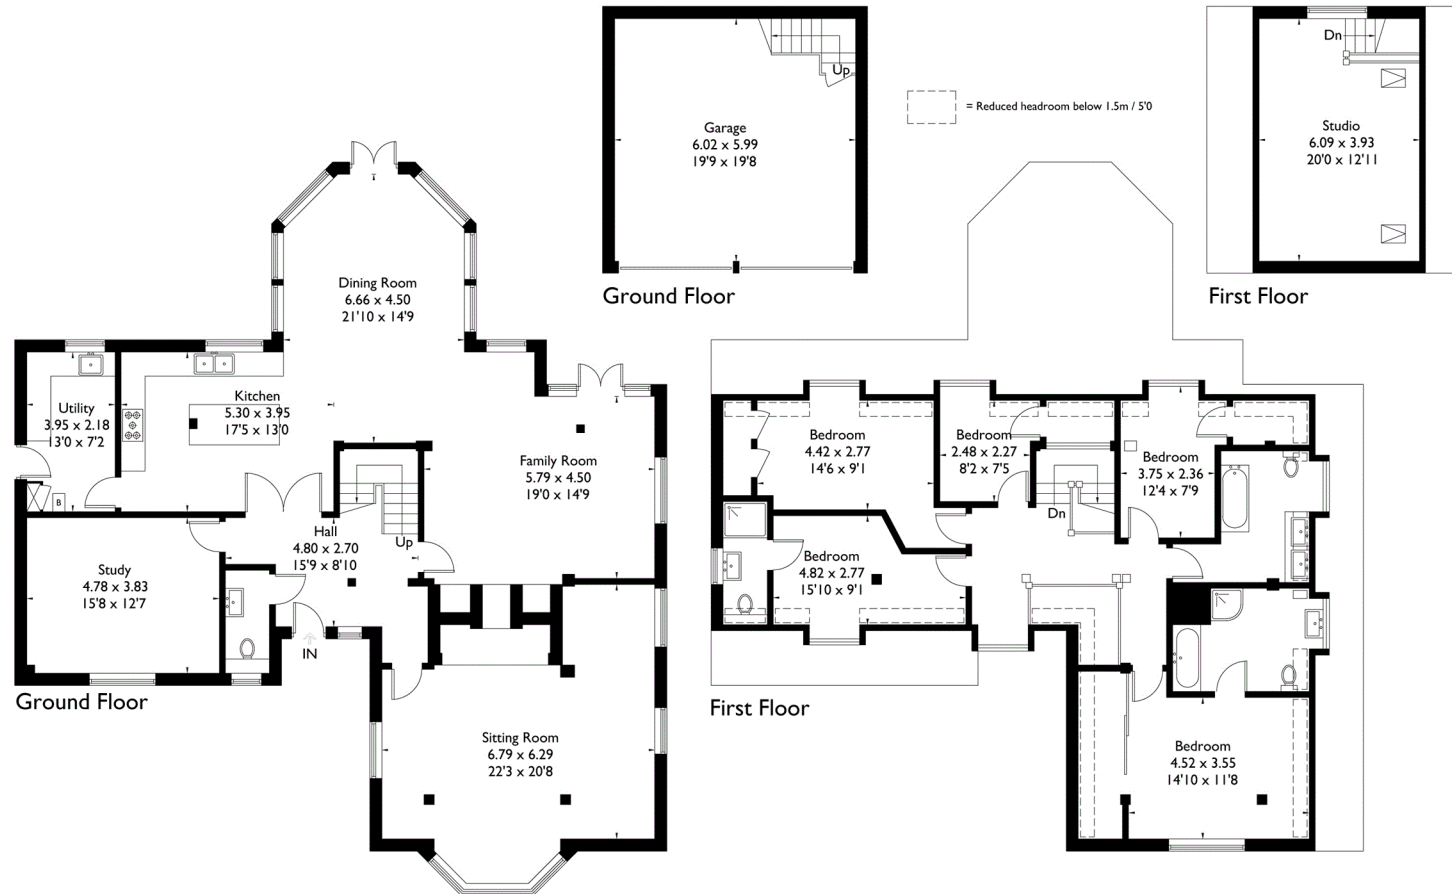 Up
Garage
6.02 x 5.99
19'9 x 19'8
Ground Floor
= Reduced headroom below 1.5m / 5'0
Dn
Studio
6.09 x 3.93
20'0 x 12'11
First Floor
Dining Room
6.66 x 4.50
21'10 x 14'9
Utility
3.95 x 2.18
13'0 x 7'2
B
Kitchen
5.30 x 3.95
17'5 x 13'0
Family Room
5.79 x 4.50
19'0 x 14'9
Hall
4.80 x 2.70
15'9 x 8'10
Up
Study
4.78 x 3.83
15'8 x 12'7
IN
Ground Floor
Sitting Room
6.79 x 6.29
22'3 x 20'8
Bedroom
4.42 x 2.77
14'6 x 9'1
Bedroom
2.48 x 2.27
8'2 x 7'5
Bedroom
3.75 x 2.36
12'4 x 7'9
Dn
Bedroom
4.82 x 2.77
15'10 x 9'1
First Floor
Bedroom
4.52 x 3.55
14'10 x 11'8